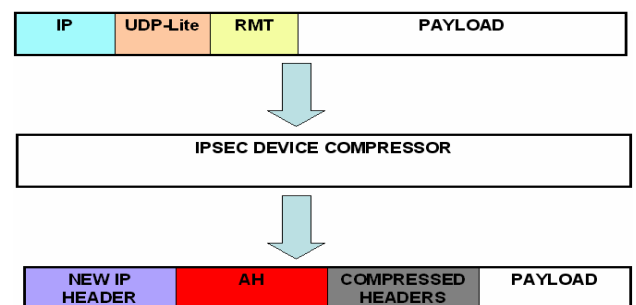 IP UDP-Lite RMT PAYLOAD
IPSEC DEVICE COMPRESSOR
NEW IP HEADER AH COMPRESSED HEADERS PAYLOAD